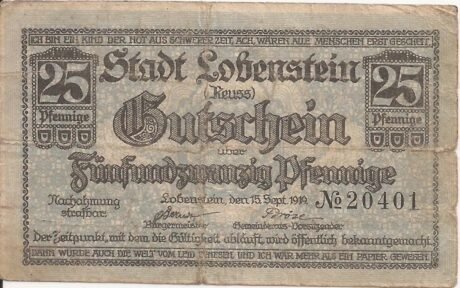 ICH BIN EIN KIND DER NOT AUS SCHWERER ZEIT, ACH, WÄREN ALLE MENSCHEN ERST GESCHEIT,
25 Pfennige
Stadt Lobenstein
(Reuss)
25 Pfennige
Gutschein
über
Fünfundzwanzig Pfennige
Nachahmung strafbar.
Lobenstein, den 15. Sept. 1919.
No 20401
Bürgermeister
Gemeinderats-Vorsitzender
Der Zeitpunkt, mit dem die Gültigkeit abläuft, wird öffentlich bekanntgemacht.
DANN WÜRDE AUCH DIE WELT VOM LEID GENESEN UND ICH WAR MEHR ALS EIN PAPIER GEWESEN.